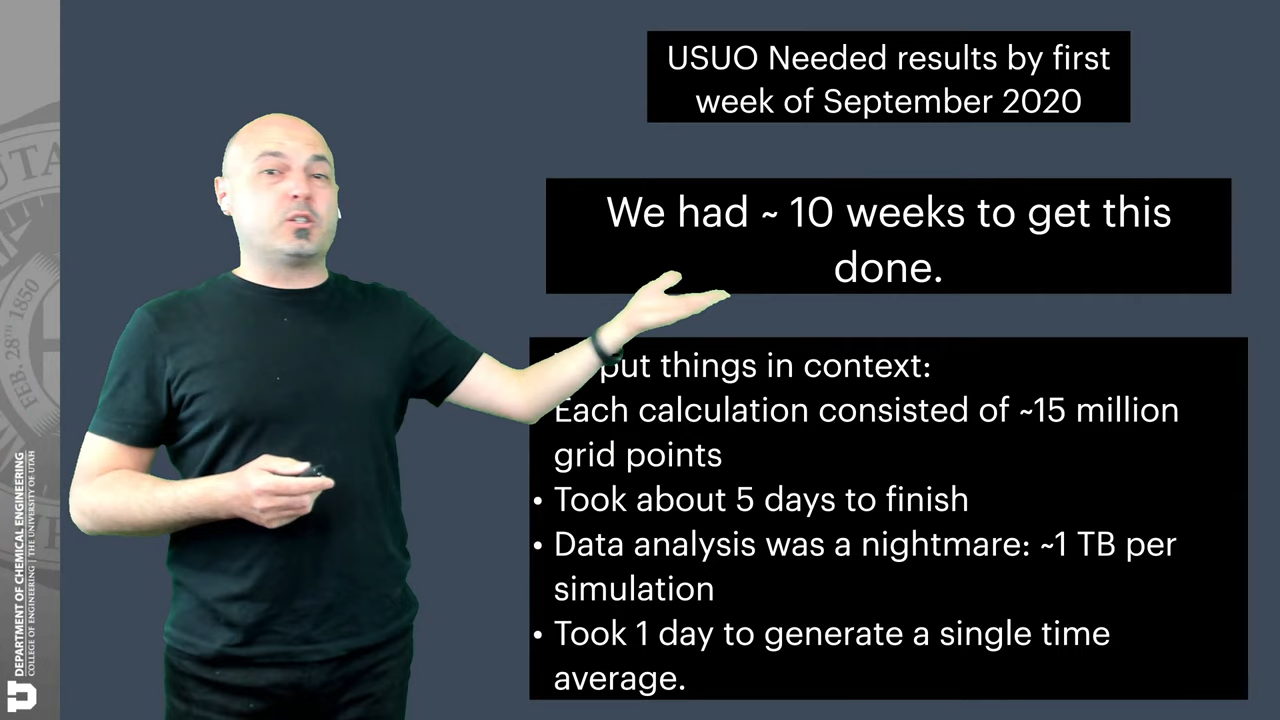 USUO Needed results by first
week of September 2020
We had ~ 10 weeks to get this
done.
put things in context:
Each calculation consisted of ~15 million
grid points
• Took about 5 days to finish
• Data analysis was a nightmare: ~1 TB per
simulation
• Took 1 day to generate a single time
average.
FEB. 28TH 1850
DEPARTMENT OF CHEMICAL ENGINEERING
COLLEGE OF ENGINEERING | THE UNIVERSITY OF UTAH
U